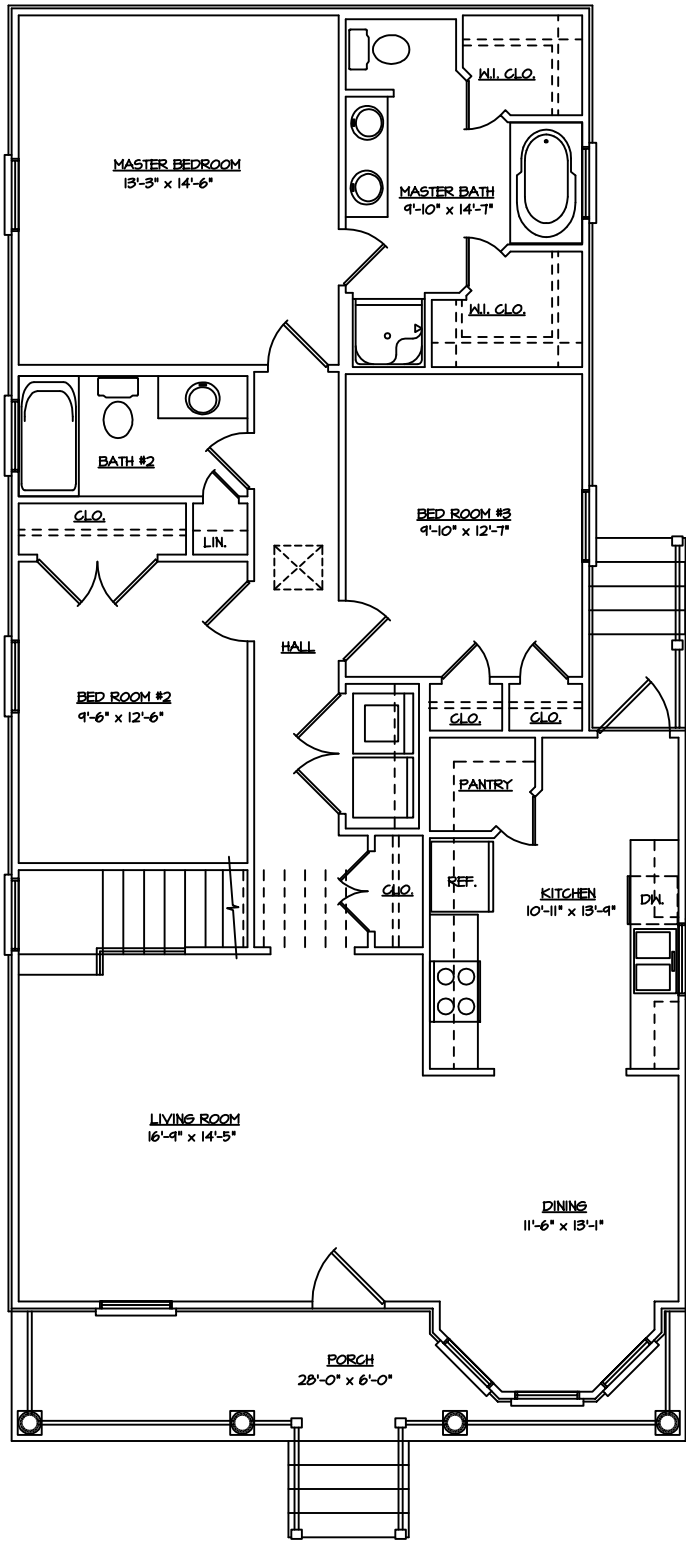 W.I. CLO.
MASTER BEDROOM
13'-3" x 14'-6"
MASTER BATH
9'-10" x 14'-7"
W.I. CLO.
BATH #2
CLO.
LIN.
BED ROOM #3
9'-10" x 12'-7"
HALL
BED ROOM #2
9'-6" x 12'-6"
CLO.
CLO.
PANTRY
REF.
CLO.
KITCHEN
10'-11" x 13'-9"
DW.
LIVING ROOM
16'-9" x 14'-5"
DINING
11'-6" x 13'-1"
PORCH
28'-0" x 6'-0"